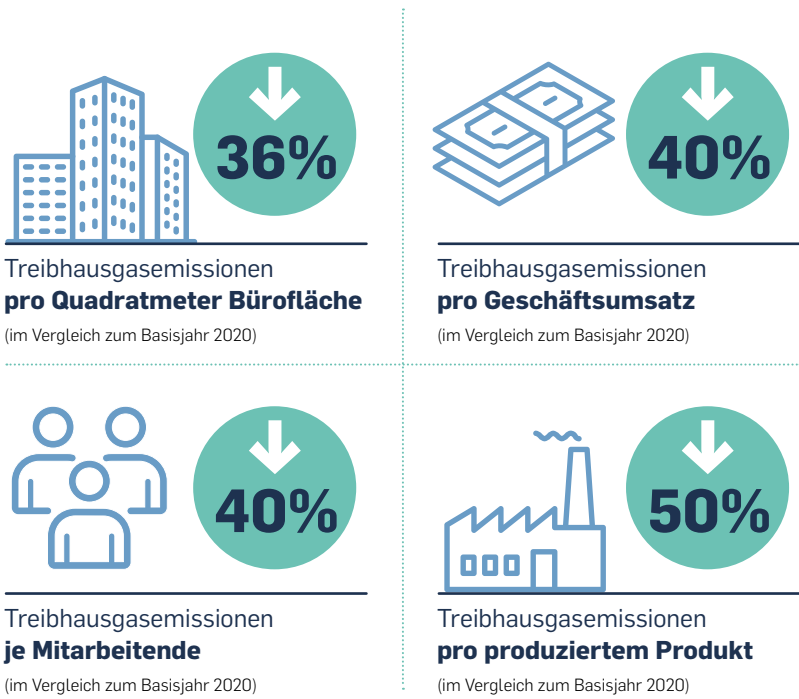 36%
Treibhausgasemissionen
pro Quadratmeter Bürofläche
(im Vergleich zum Basisjahr 2020)
40%
Treibhausgasemissionen
pro Geschäftsumsatz
(im Vergleich zum Basisjahr 2020)
40%
Treibhausgasemissionen
je Mitarbeitende
(im Vergleich zum Basisjahr 2020)
50%
Treibhausgasemissionen
pro produziertem Produkt
(im Vergleich zum Basisjahr 2020)